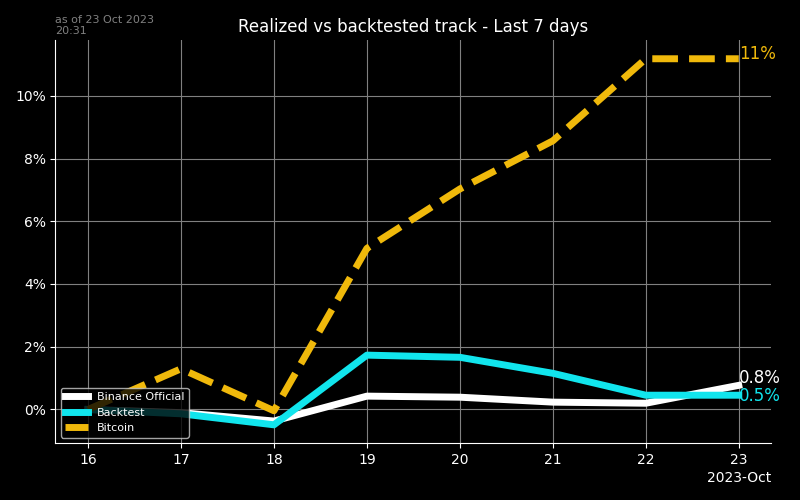 as of 23 Oct 2023
20:31
Realized vs backtested track - Last 7 days
11%
10%
8%
6%
4%
2%
0%
0.8%
0.5%
Binance Official
Backtest
Bitcoin
16 17 18 19 20 21 22 23
2023-Oct